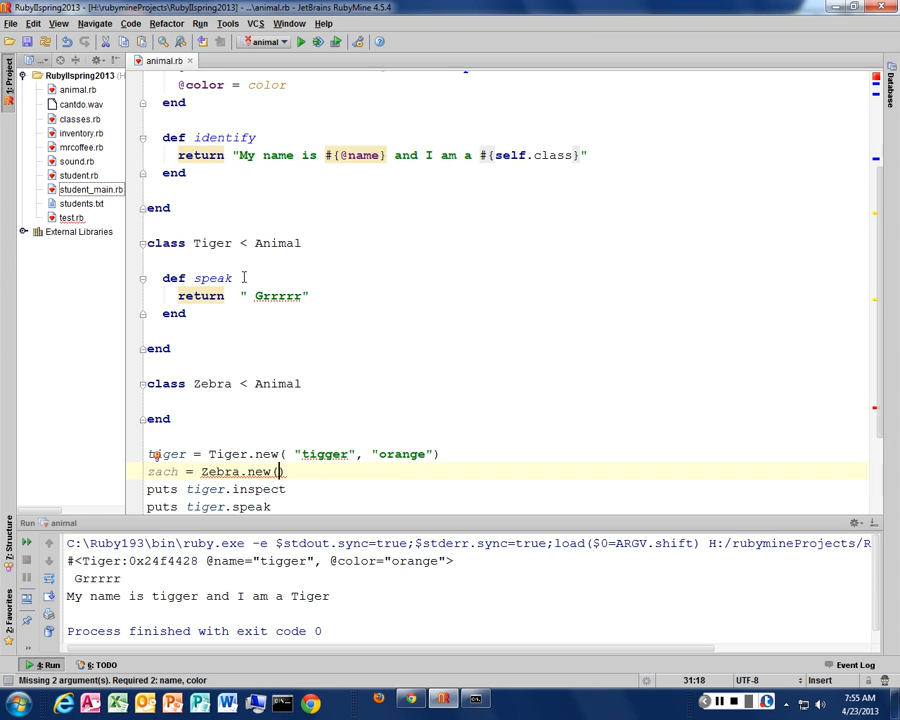 RubyIIspring2013 - [H:\rubymineProjects\RubyIIspring2013] - ...\animal.rb - JetBrains RubyMine 4.5.4
File Edit View Navigate Code Refactor Run Tools VCS Window Help
animal
animal.rb
1: Project
Database
RubyIIspring2013
animal.rb
cantdo.wav
classes.rb
inventory.rb
mrcoffee.rb
sound.rb
student.rb
student_main.rb
students.txt
test.rb
External Libraries
@color = color
end
def identify
return "My name is #{@name} and I am a #{self.class}"
end
end
class Tiger < Animal
def speak
return " Grrrrr"
end
end
class Zebra < Animal
end
tiger = Tiger.new( "tigger", "orange")
zach = Zebra.new()
puts tiger.inspect
puts tiger.speak
7: Structure
2: Favorites
Run animal
C:\Ruby193\bin\ruby.exe -e $stdout.sync=true;$stderr.sync=true;load($0=ARGV.shift) H:/rubymineProjects/R
#<Tiger:0x24f4428 @name="tigger", @color="orange">
Grrrrr
My name is tigger and I am a Tiger
Process finished with exit code 0
4: Run 6: TODO Event Log
Missing 2 argument(s). Required 2: name, color 31:18 UTF-8 Insert
7:55 AM
4/23/2013